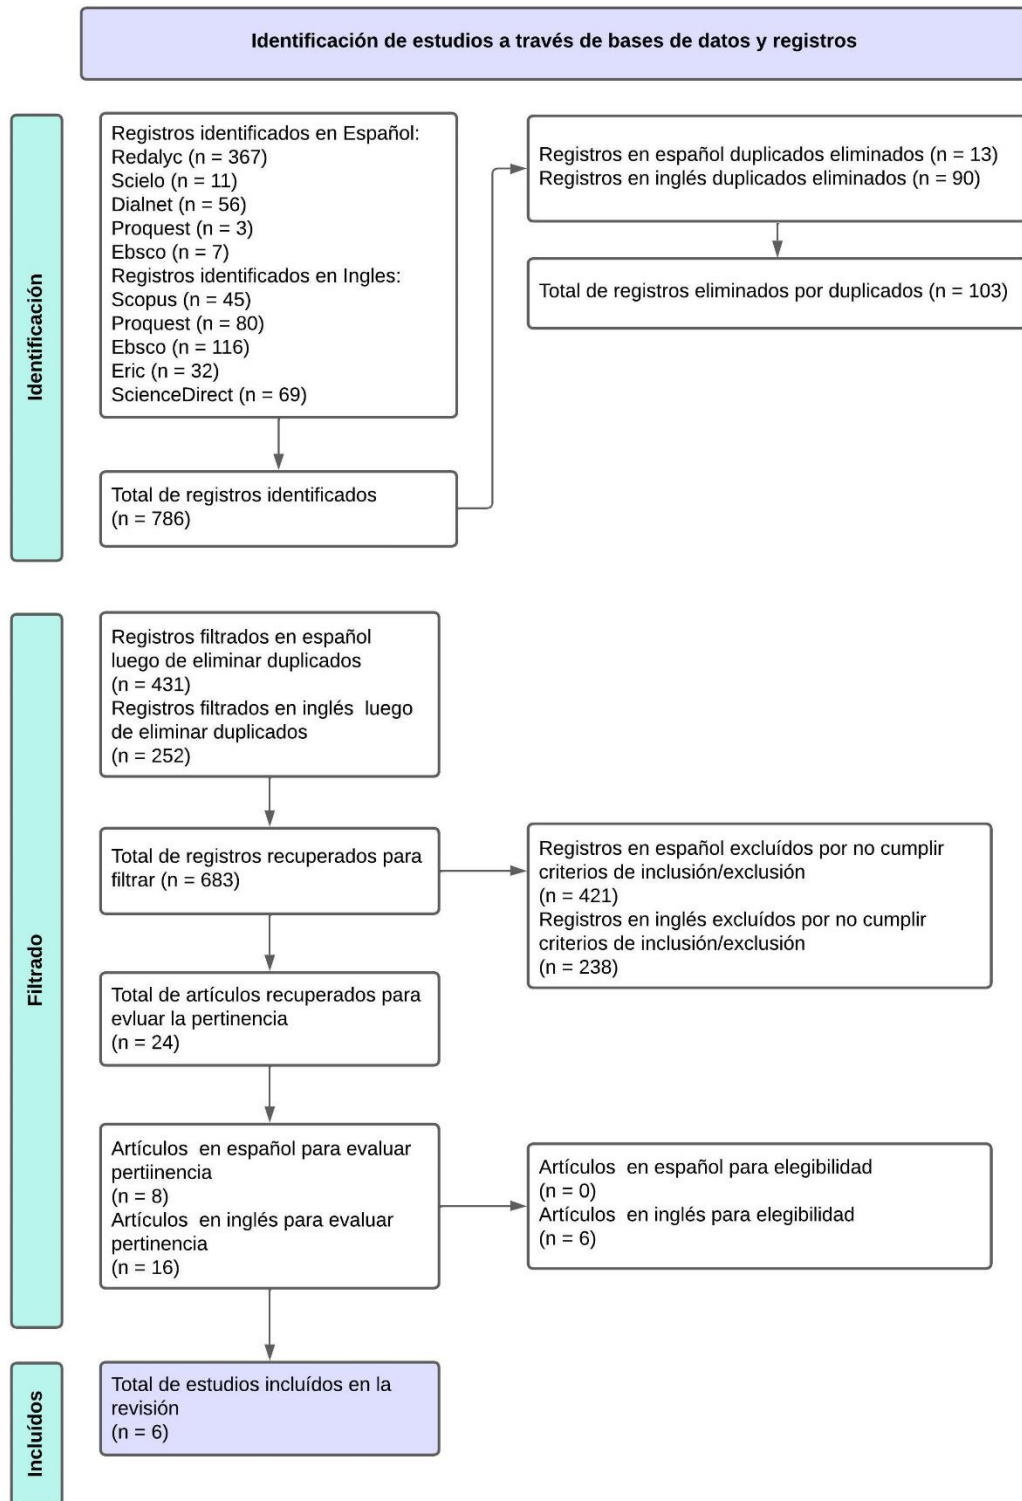 Identificación de estudios a través de bases de datos y registros
Identificación
Registros identificados en Español:
Redalyc (n = 367)
Scielo (n = 11)
Dialnet (n = 56)
Proquest (n = 3)
Ebsco (n = 7)
Registros identificados en Ingles:
Scopus (n = 45)
Proquest (n = 80)
Ebsco (n = 116)
Eric (n = 32)
ScienceDirect (n = 69)
Registros en español duplicados eliminados (n = 13)
Registros en inglés duplicados eliminados (n = 90)
Total de registros eliminados por duplicados (n = 103)
Total de registros identificados
(n = 786)
Filtrado
Registros filtrados en español
luego de eliminar duplicados
(n = 431)
Registros filtrados en inglés luego
de eliminar duplicados
(n = 252)
Total de registros recuperados para
filtrar (n = 683)
Registros en español excluídos por no cumplir
criterios de inclusión/exclusión
(n = 421)
Registros en inglés excluídos por no cumplir
criterios de inclusión/exclusión
(n = 238)
Total de artículos recuperados para
evluar la pertinencia
(n = 24)
Artículos en español para evaluar
pertiinencia
(n = 8)
Artículos en inglés para evaluar
pertinencia
(n = 16)
Artículos en español para elegibilidad
(n = 0)
Artículos en inglés para elegibilidad
(n = 6)
Incluídos
Total de estudios incluídos en la
revisión
(n = 6)